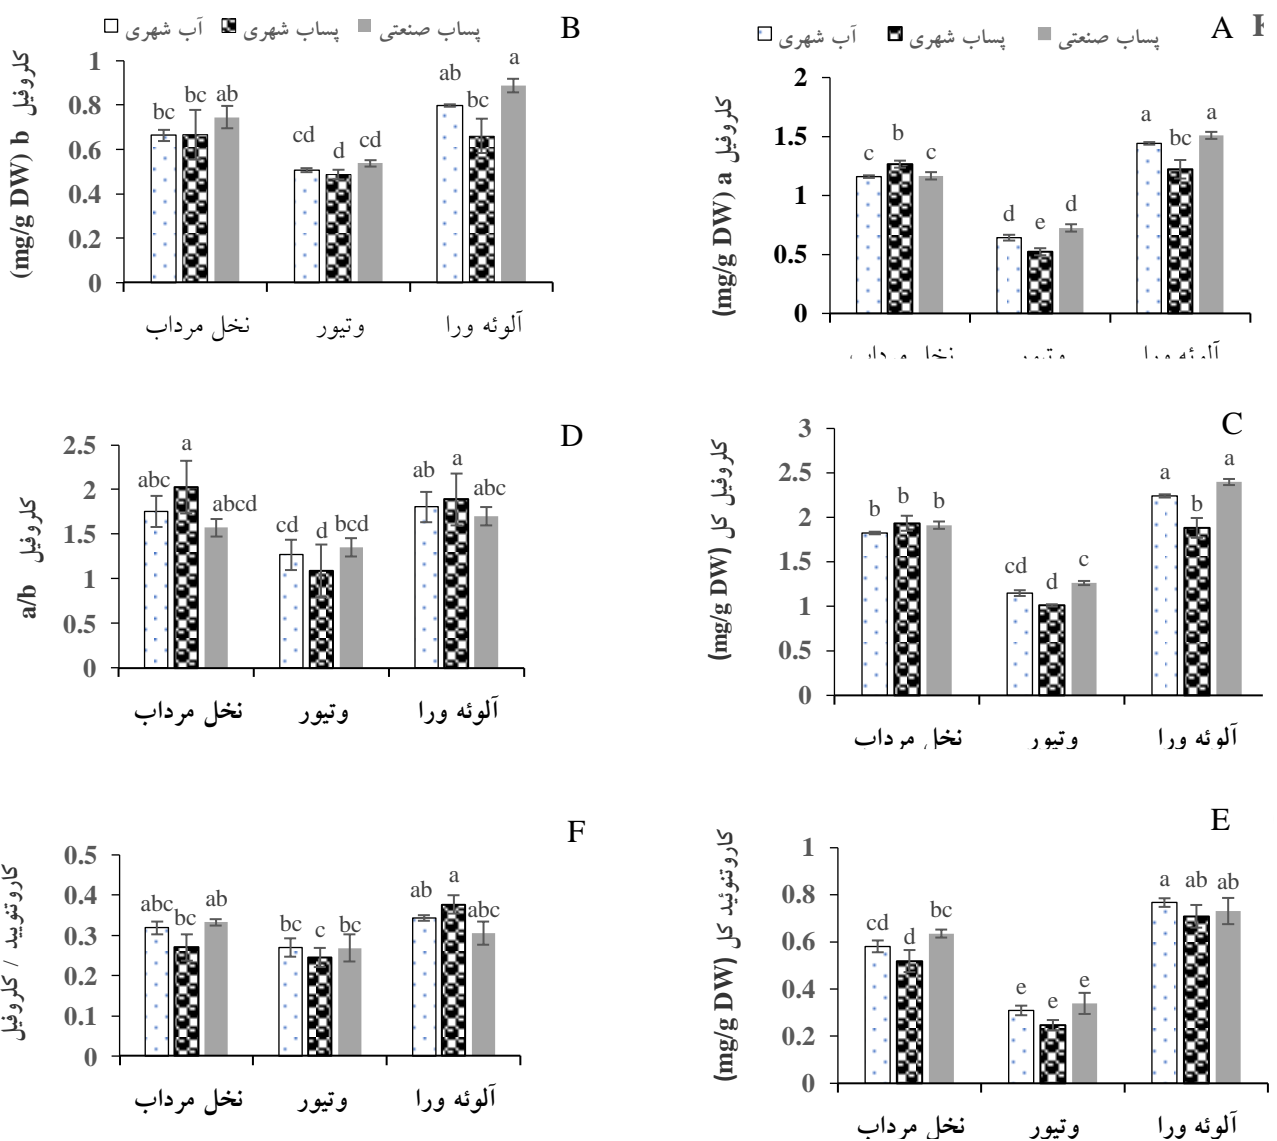 A
آب شهری پساب شهری پساب صنعتی
کلروفیل a (mg/g DW)
2
1.5
1
0.5
0
c b c d e d a bc a
نخل مرداب وتیور آلوئه ورا
B
آب شهری پساب شهری پساب صنعتی
کلروفیل b (mg/g DW)
1
0.8
0.6
0.4
0.2
0
bc bc ab cd d cd ab bc a
نخل مرداب وتیور آلوئه ورا
C
کلروفیل کل (mg/g DW)
3
2.5
2
1.5
1
0.5
0
b b b cd d c a b a
نخل مرداب وتیور آلوئه ورا
D
کلروفیل a/b
2.5
2
1.5
1
0.5
0
abc a abcd cd d bcd ab a abc
نخل مرداب وتیور آلوئه ورا
E
کاروتنوئید کل (mg/g DW)
1
0.8
0.6
0.4
0.2
0
cd d bc e e e a ab ab
نخل مرداب وتیور آلوئه ورا
F
کاروتنویید / کلروفیل
0.5
0.4
0.3
0.2
0.1
0
abc bc ab bc c bc ab a abc
نخل مرداب وتیور آلوئه ورا